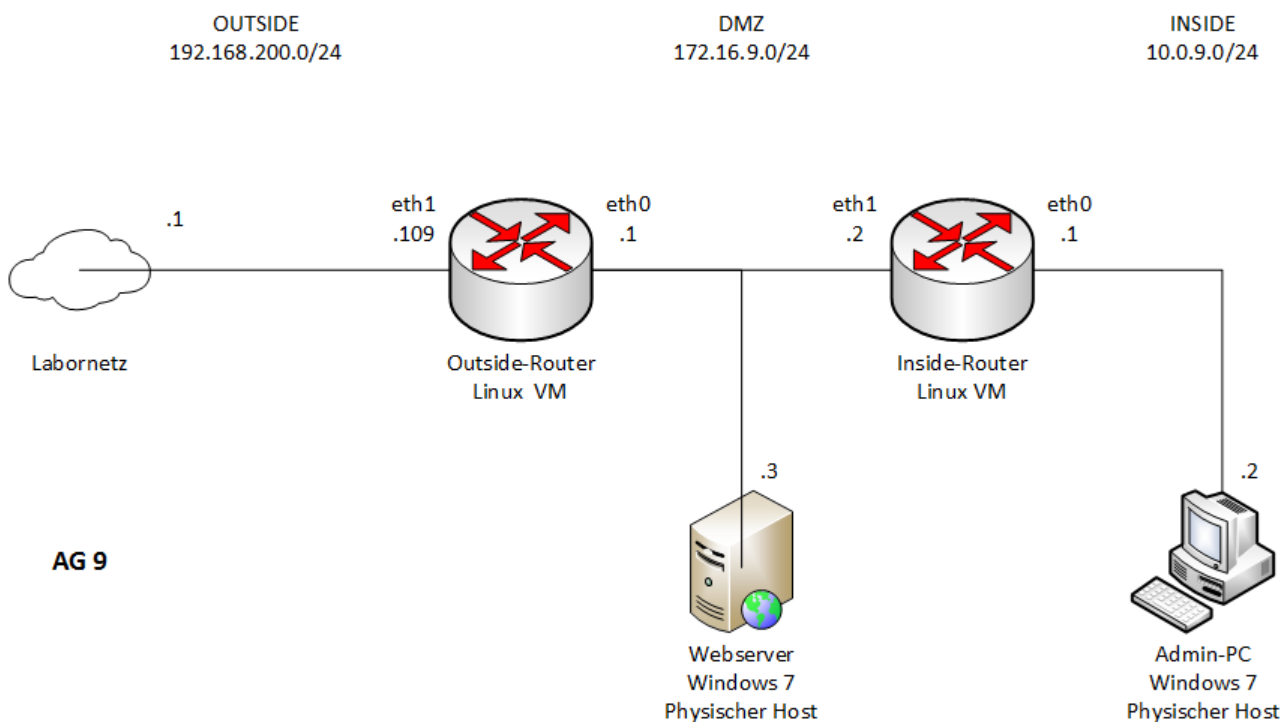 OUTSIDE
192.168.200.0/24
DMZ
172.16.9.0/24
INSIDE
10.0.9.0/24
.1
eth1
.109
eth0
.1
eth1
.2
eth0
.1
Labornetz
Outside-Router
Linux VM
Inside-Router
Linux VM
.3
.2
AG 9
Webserver
Windows 7
Physischer Host
Admin-PC
Windows 7
Physischer Host